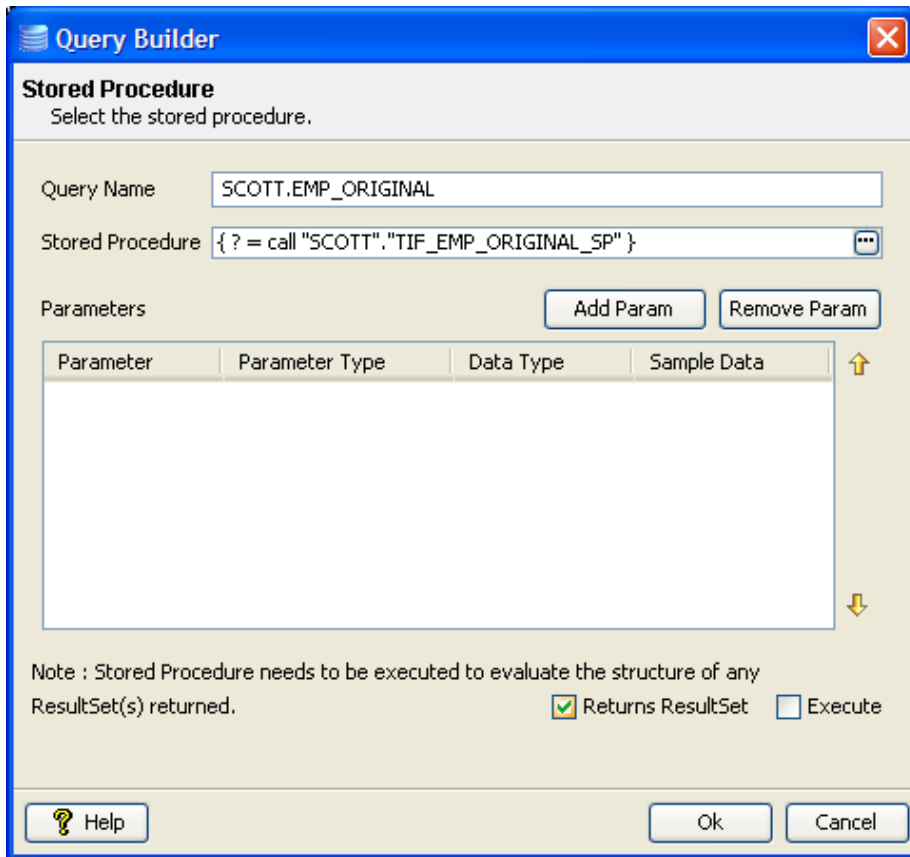 Query Builder
Stored Procedure
Select the stored procedure.
Query Name SCOTT.EMP_ORIGINAL
Stored Procedure { ? = call "SCOTT"."TIF_EMP_ORIGINAL_SP" }
Parameters Add Param Remove Param
Parameter Parameter Type Data Type Sample Data
Note : Stored Procedure needs to be executed to evaluate the structure of any
ResultSet(s) returned. Returns ResultSet Execute
Help Ok Cancel